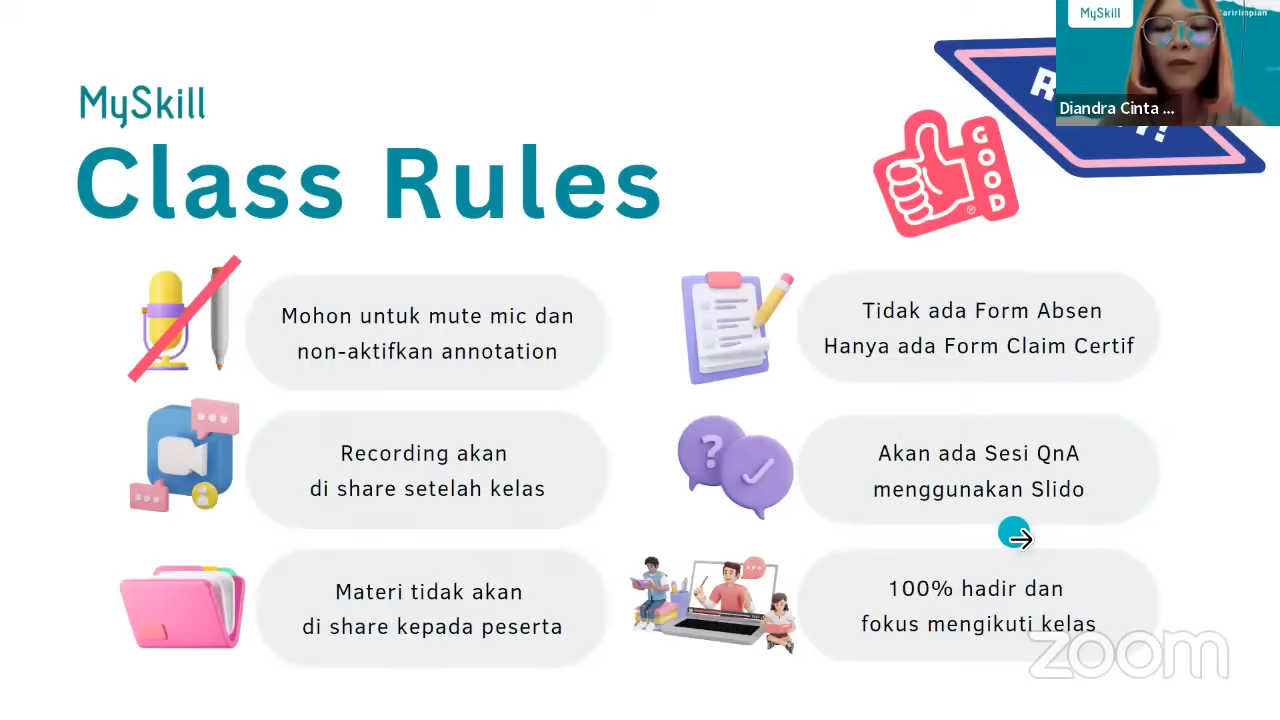 MySkill
Class Rules
MySkill
Diandra Cinta ...
GOOD
Mohon untuk mute mic dan
non-aktifkan annotation
Tidak ada Form Absen
Hanya ada Form Claim Certif
Recording akan
di share setelah kelas
Akan ada Sesi QnA
menggunakan Slido
Materi tidak akan
di share kepada peserta
100% hadir dan
fokus mengikuti kelas
zoom